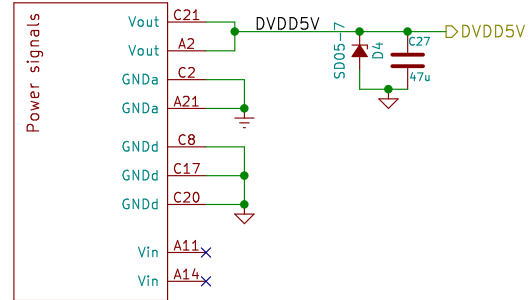 Power signals
Vout C21
Vout A2
GNDa C2
GNDa A21
GNDd C8
GNDd C17
GNDd C20
Vin A11
Vin A14
DVDD5V
SD05-7
D4
C27
47u
DVDD5V